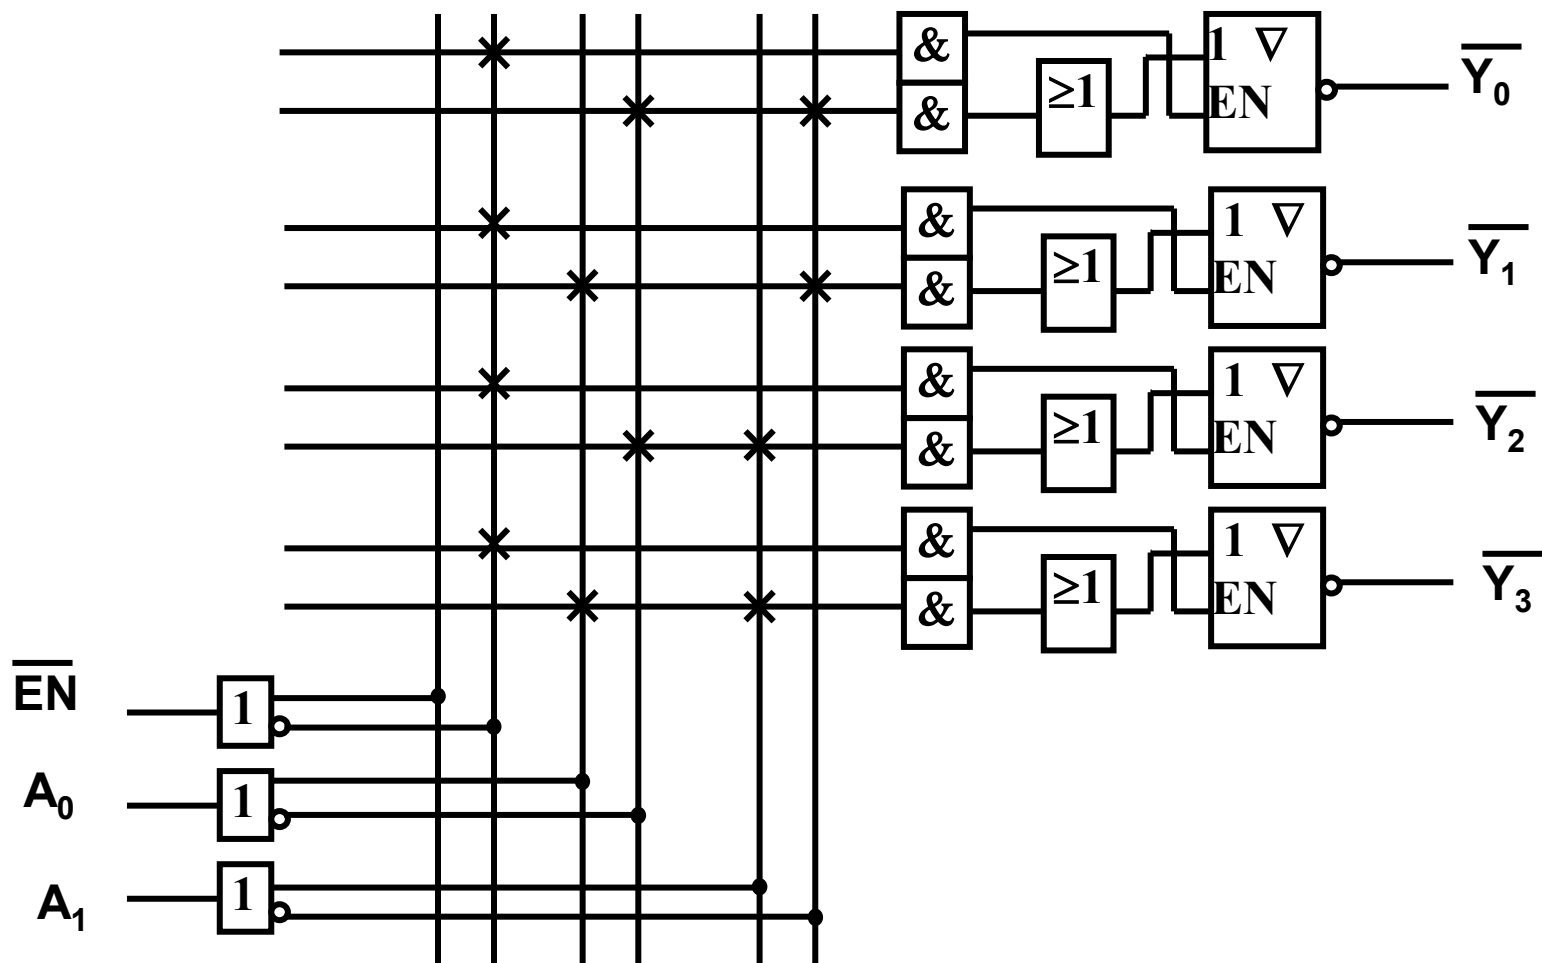 & 1 ∇ EN Y̅₀
& ≥1
& 1 ∇ EN Y̅₁
& ≥1
& 1 ∇ EN Y̅₂
& ≥1
& 1 ∇ EN Y̅₃
& ≥1
E̅N̅ 1
A₀ 1
A₁ 1